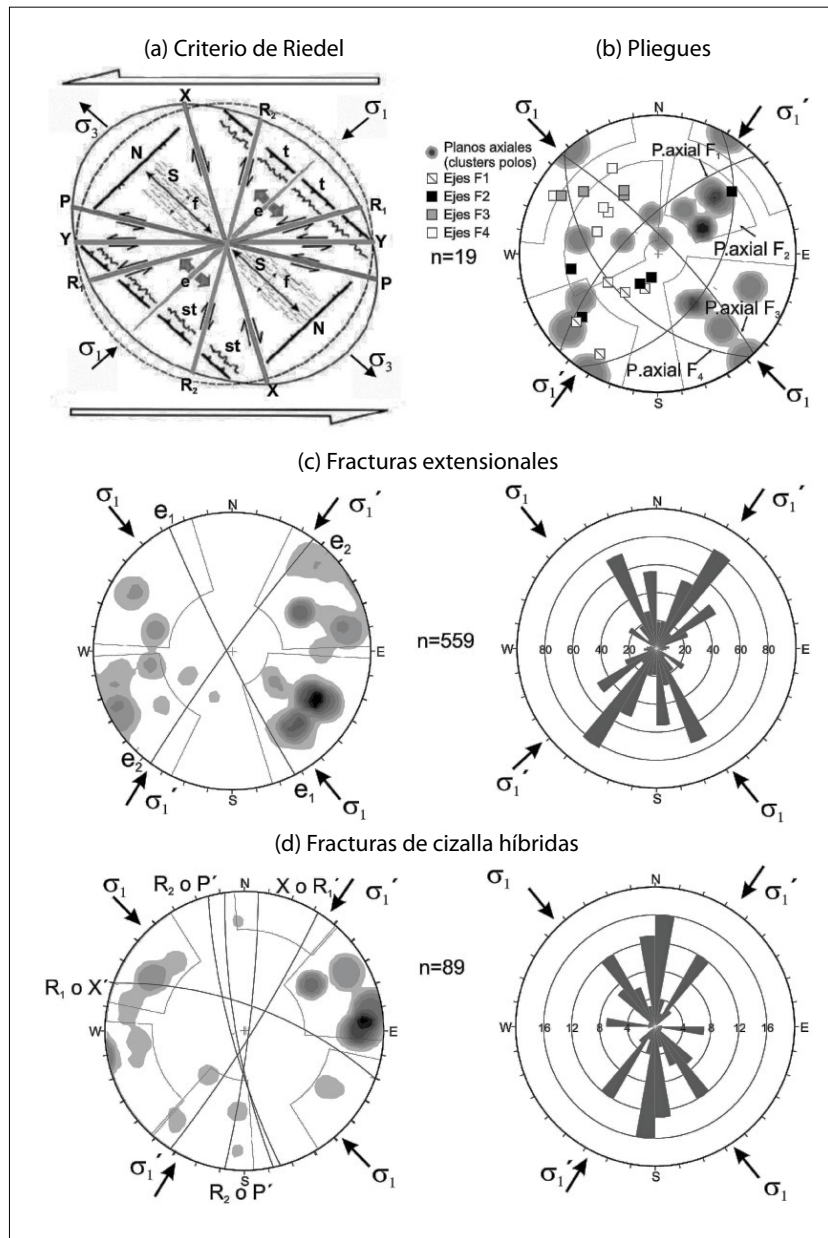 (a) Criterio de Riedel
(b) Pliegues
σ3
X
R2
σ1
N
S
f
t
t
e
P
Y
R1
R1
Y
P
e
S
f
st
st
N
σ1
R2
X
σ3
σ1
N
σ1´
Planos axiales
(clusters polos)
Ejes F1
Ejes F2
Ejes F3
Ejes F4
n=19
P.axial F1
W
E
P.axial F2
P.axial F3
P.axial F4
σ1´
S
σ1
(c) Fracturas extensionales
σ1
e1
N
σ1´
e2
W
E
e2
σ1´
S
e1
σ1
n=559
N
σ1´
W
80 60 40 20 20 40 60 80
E
σ1´
S
σ1
(d) Fracturas de cizalla híbridas
σ1
R2 o P´
N
X o R1´
σ1´
R1 o X´
W
E
σ1´
S
R2 o P´
σ1
n=89
σ1
N
σ1´
W
16 12 8 4 4 8 12 16
E
σ1´
S
σ1